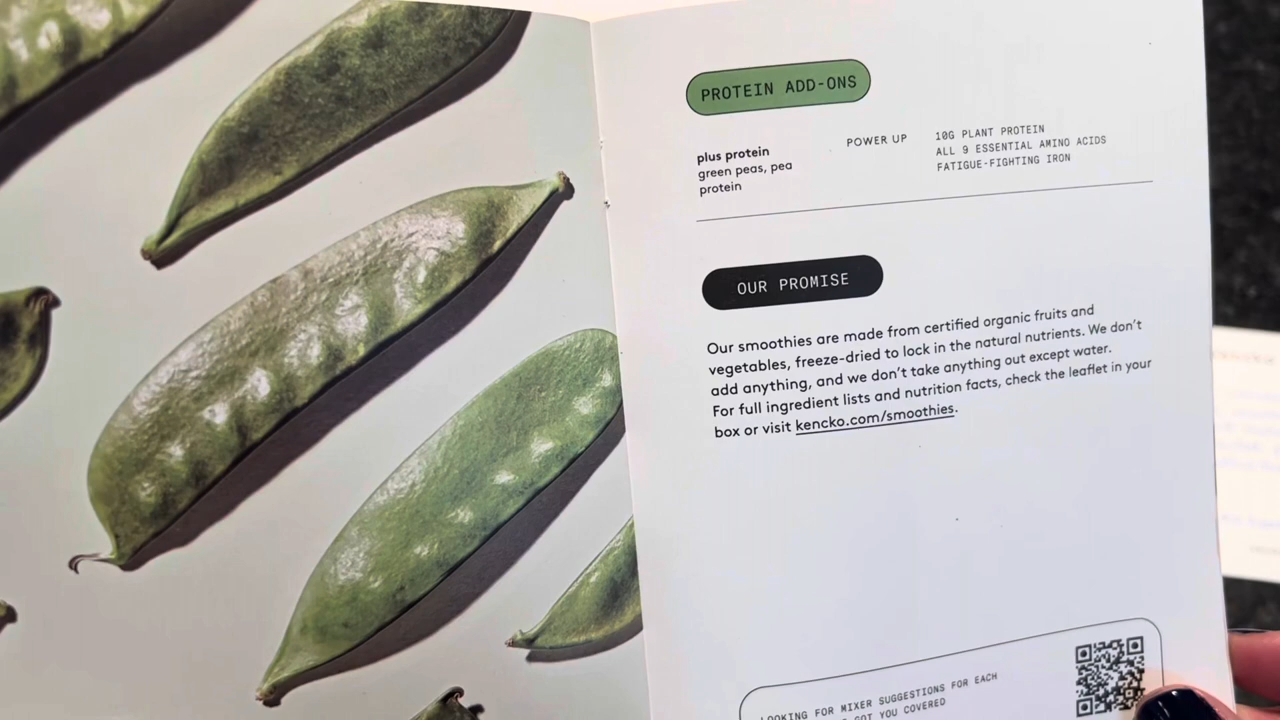 PROTEIN ADD-ONS
plus protein
green peas, pea
protein
POWER UP
10G PLANT PROTEIN
ALL 9 ESSENTIAL AMINO ACIDS
FATIGUE-FIGHTING IRON
OUR PROMISE
Our smoothies are made from certified organic fruits and
vegetables, freeze-dried to lock in the natural nutrients. We don't
add anything, and we don't take anything out except water.
For full ingredient lists and nutrition facts, check the leaflet in your
box or visit kencko.com/smoothies.
LOOKING FOR MIXER SUGGESTIONS FOR EACH
GOT YOU COVERED